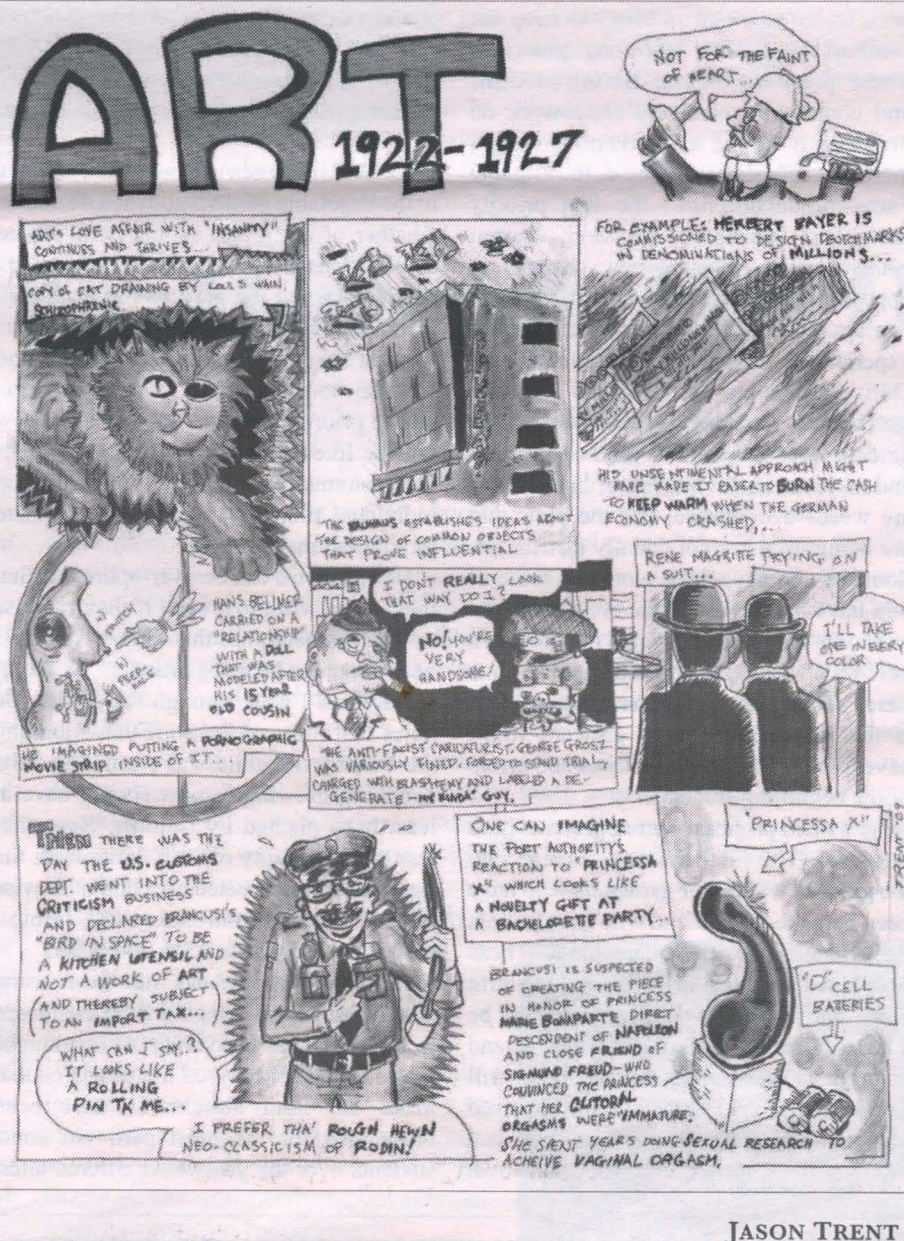 ART
1922-1927
NOT FOR THE FAINT
OF HEART...
ART'S LOVE AFFAIR WITH "INSANITY"
CONTINUES AND THRIVES...
COPY OF CAT DRAWING BY LOUIS WAIN,
SCHIZOPHRENIC
THE BAUHAUS ESTABLISHES IDEAS ABOUT
THE DESIGN OF COMMON OBJECTS
THAT PROVE INFLUENTIAL
FOR EXAMPLE: HERBERT BAYER IS
COMMISSIONED TO DESIGN DEUTCHMARKS
IN DENOMINATIONS OF MILLIONS...
HIS UNSENTIMENTAL APPROACH MIGHT
HAVE MADE IT EASER TO BURN THE CASH
TO KEEP WARM WHEN THE GERMAN
ECONOMY CRASHED...
HANS BELLMER
CARRIED ON A
"RELATIONSHIP"
WITH A DOLL
THAT WAS
MODELED AFTER
HIS 15 YEAR
OLD COUSIN
PEEP
HOLE
HE IMAGINED PUTTING A PORNOGRAPHIC
MOVIE STRIP INSIDE OF IT.
I DON'T REALLY LOOK
THAT WAY DO I?
NO! YOU'RE
VERY
HANDSOME!
THE ANTI-FACIST CARICATURIST GEORGE GROSZ
WAS VARIOUSLY FINED, FORCED TO STAND TRIAL,
CHARGED WITH BLASPHEMY AND LABELED A DE-
GENERATE-MY KINDA' GUY.
RENE MAGRITTE TRYING ON
A SUIT...
I'LL TAKE
ONE IN EVERY
COLOR
THEN THERE WAS THE
DAY THE U.S. CUSTOMS
DEPT. WENT INTO THE
CRITICISM BUSINESS
AND DECLARED BRANCUSI'S
"BIRD IN SPACE" TO BE
A KITCHEN UTENSIL AND
NOT A WORK OF ART
(AND THEREBY SUBJECT
TO AN IMPORT TAX...
WHAT CAN I SAY..?
IT LOOKS LIKE
A ROLLING
PIN TA ME...
I PREFER THA' ROUGH HEWN
NEO-CLASSICISM OF RODIN!
ONE CAN IMAGINE
THE PORT AUTHORITY'S
REACTION TO "PRINCESSA
X" WHICH LOOKS LIKE
A NOVELTY GIFT AT
A BACHELORETTE PARTY...
BRANCUSI IS SUSPECTED
OF CREATING THE PIECE
IN HONOR OF PRINCESS
MARIE BONAPARTE DIRECT
DESCENDENT OF NAPOLEON
AND CLOSE FRIEND OF
SIGMUND FREUD-WHO
CONVINCED THE PRINCESS
THAT HER CLITORAL
ORGASMS WERE "IMMATURE."
SHE SPENT YEARS DOING SEXUAL RESEARCH TO
ACHEIVE VAGINAL ORGASM.
"PRINCESSA X"
"D" CELL
BATERIES
JASON TRENT